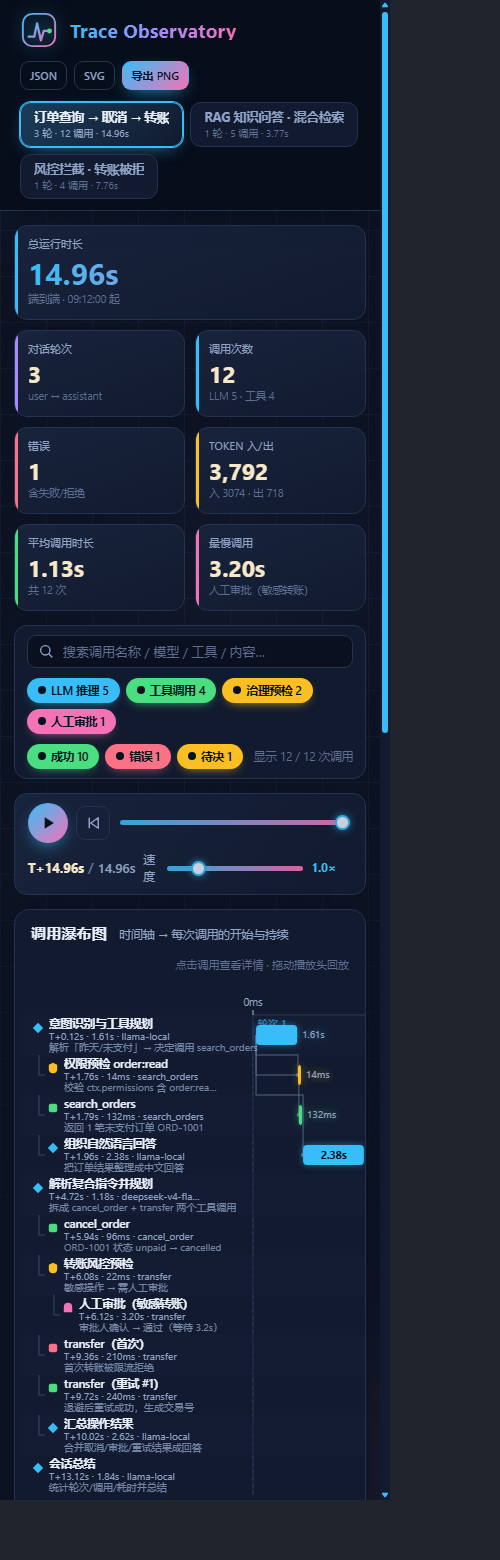 Trace Observatory
JSON
SVG
导出 PNG
订单查询 → 取消 → 转账
3 轮 · 12 调用 · 14.96s
RAG 知识问答 · 混合检索
1 轮 · 5 调用 · 3.77s
风控拦截 · 转账被拒
1 轮 · 4 调用 · 7.76s
总运行时长
14.96s
端到端 · 09:12:00 起
对话轮次
3
user ↔ assistant
调用次数
12
LLM 5 · 工具 4
错误
1
含失败/拒绝
TOKEN 入/出
3,792
入 3074 · 出 718
平均调用时长
1.13s
共 12 次
最慢调用
3.20s
人工审批（敏感转账）
搜索调用名称 / 模型 / 工具 / 内容...
LLM 推理 5
工具调用 4
治理预检 2
人工审批 1
成功 10
错误 1
待决 1
显示 12 / 12 次调用
T+14.96s / 14.96s
速度
1.0×
调用瀑布图
时间轴 → 每次调用的开始与持续
点击调用查看详情 · 拖动播放头回放
0ms
轮次 1
意图识别与工具规划
T+0.12s · 1.61s · llama-local
解析「昨天/未支付」→ 决定调用 search_orders
1.61s
权限预检 order:read
T+1.76s · 14ms · search_orders
校验 ctx.permissions 含 order:rea...
14ms
search_orders
T+1.79s · 132ms · search_orders
返回 1 笔未支付订单 ORD-1001
132ms
组织自然语言回答
T+1.96s · 2.38s · llama-local
把订单结果整理成中文回答
2.38s
解析复合指令并规划
T+4.72s · 1.18s · deepseek-v4-fla...
拆成 cancel_order + transfer 两个工具调用
cancel_order
T+5.94s · 96ms · cancel_order
ORD-1001 状态 unpaid → cancelled
转账风控预检
T+6.08s · 22ms · transfer
敏感操作 → 需人工审批
人工审批（敏感转账）
T+6.12s · 3.20s · transfer
审批人确认 → 通过（等待 3.2s）
transfer（首次）
T+9.36s · 210ms · transfer
首次转账被限流拒绝
transfer（重试 #1）
T+9.72s · 240ms · transfer
退避后重试成功，生成交易号
汇总操作结果
T+10.02s · 2.62s · llama-local
合并取消/审批/重试结果成回答
会话总结
T+13.12s · 1.84s · llama-local
统计轮次/调用/耗时并总结